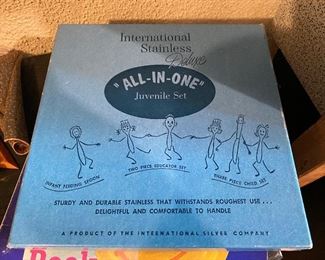 International
Stainless
Deluxe
"ALL-IN-ONE"
Juvenile Set
INFANT FEEDING SPOON
TWO PIECE EDUCATOR SET
THREE PIECE CHILD SET
STURDY AND DURABLE STAINLESS THAT WITHSTANDS ROUGHEST USE...
DELIGHTFUL AND COMFORTABLE TO HANDLE
A PRODUCT OF THE INTERNATIONAL SILVER COMPANY